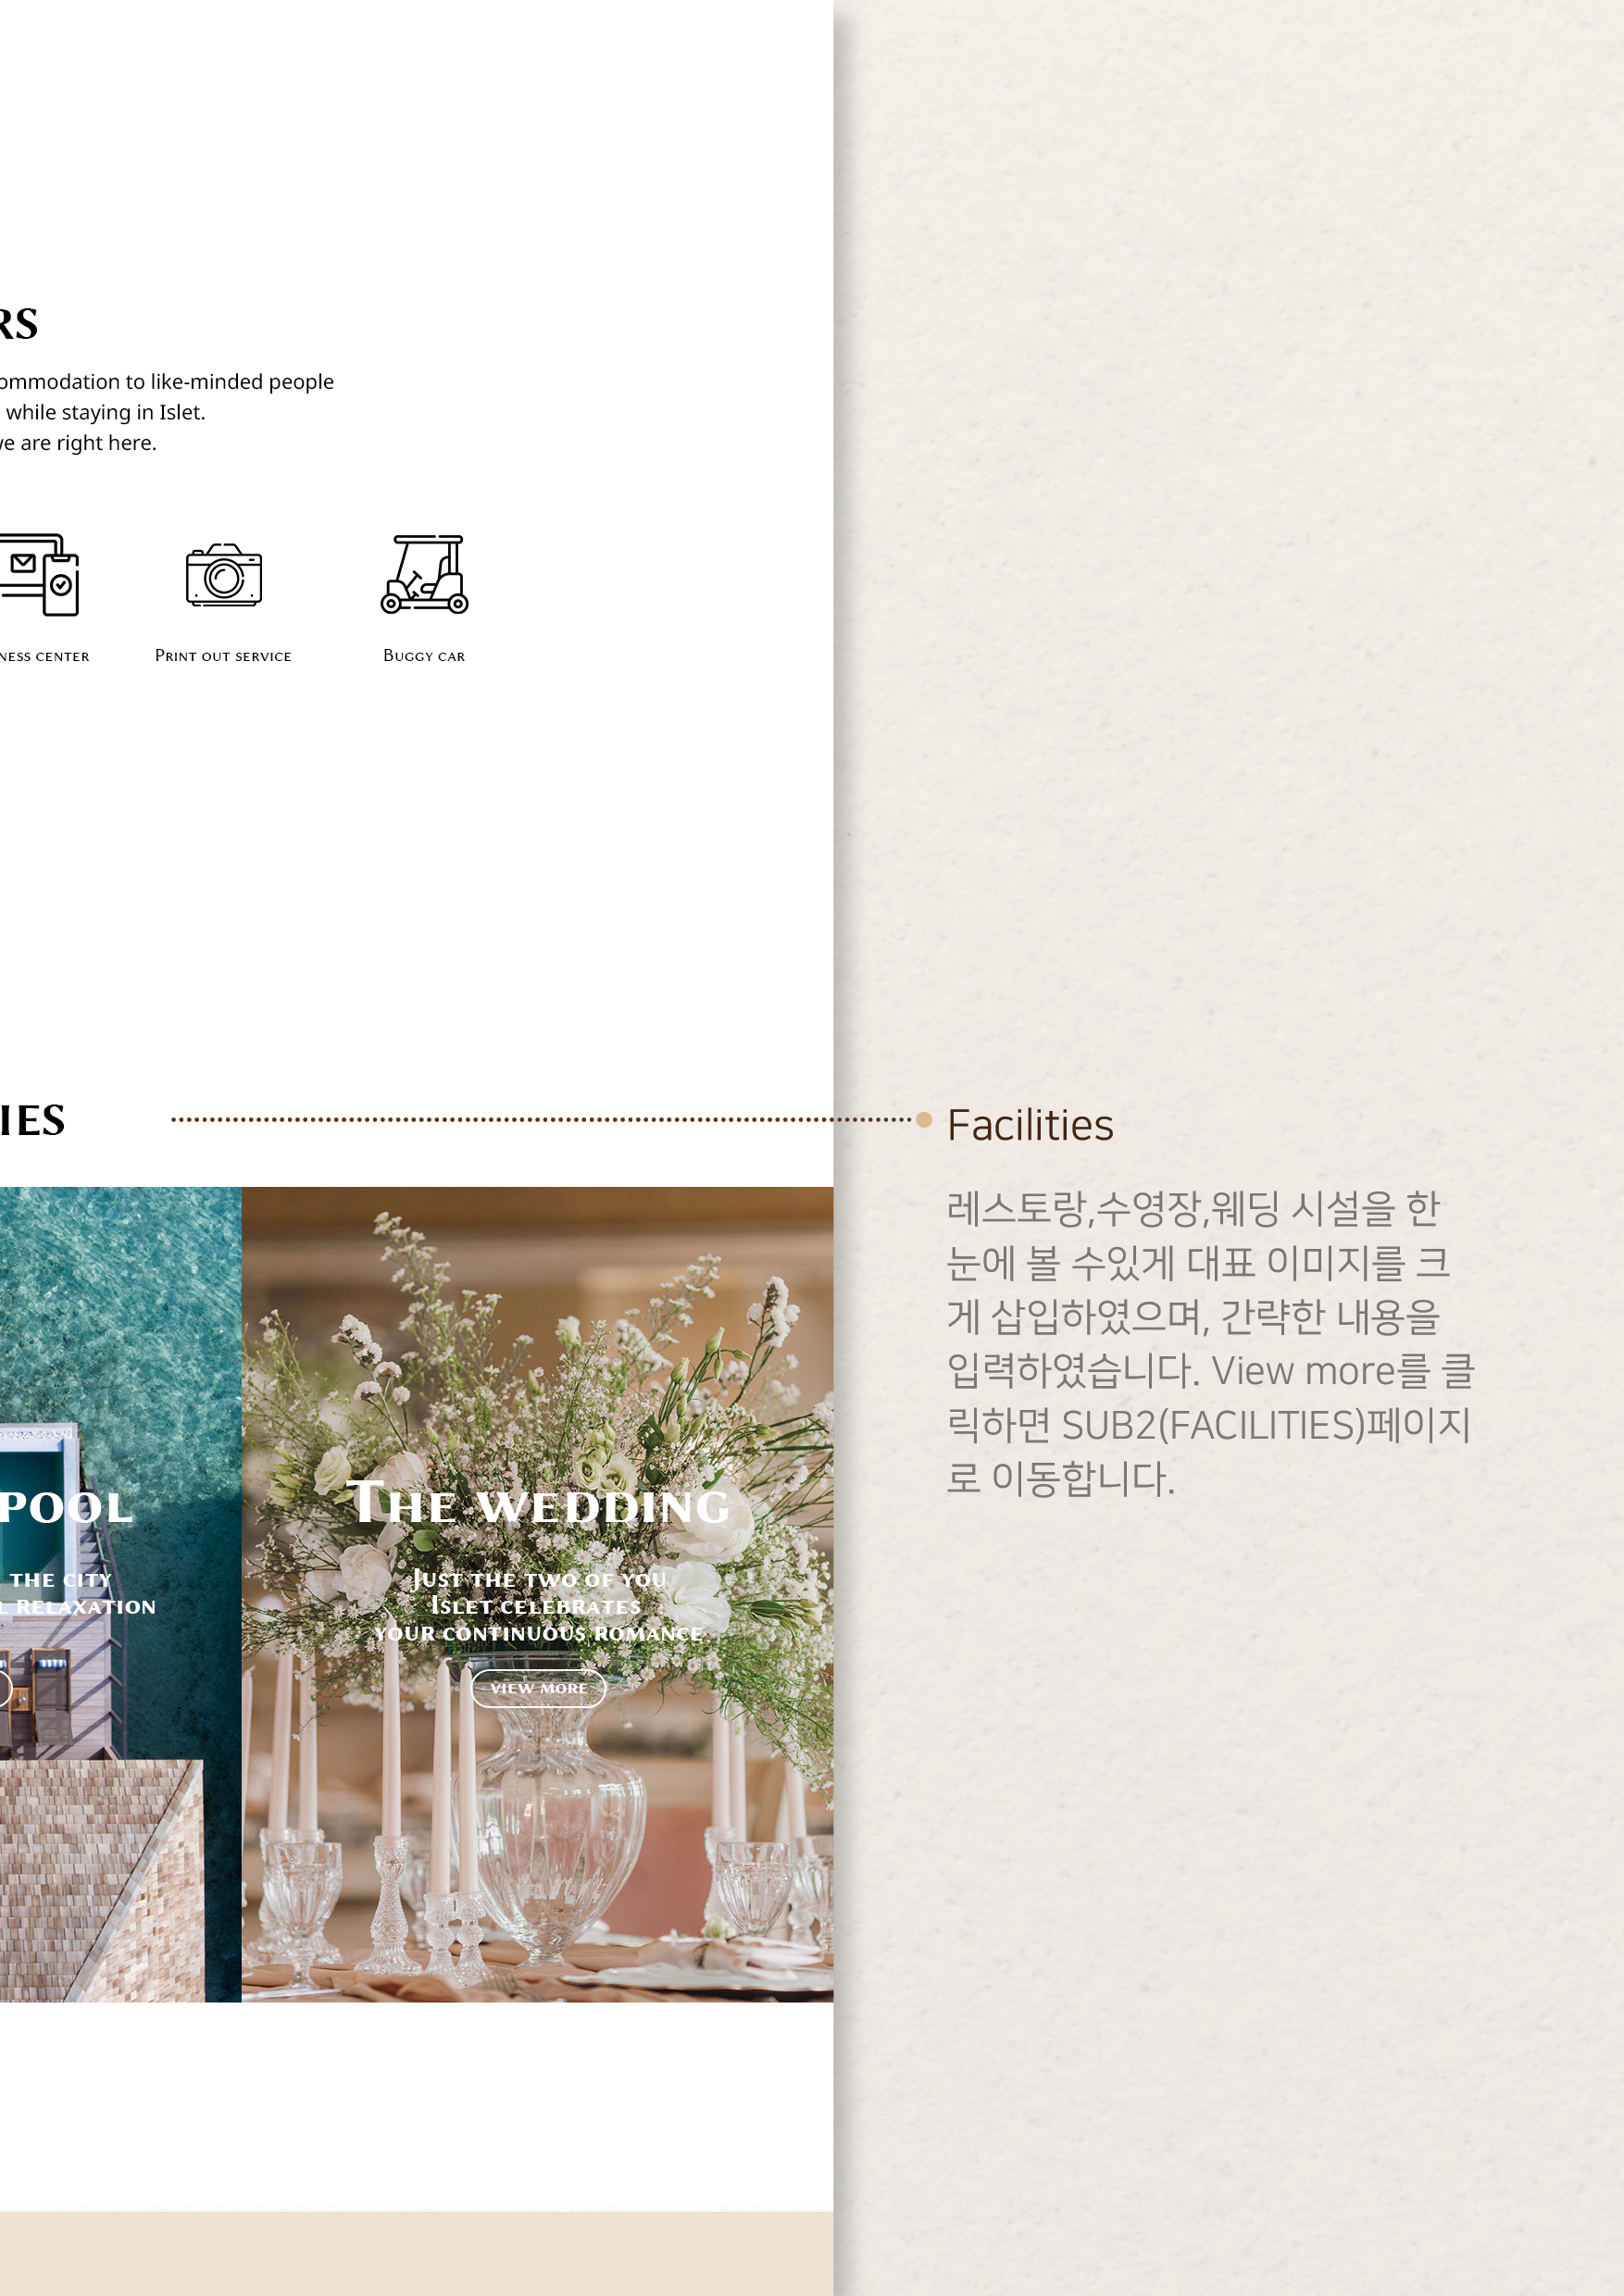 RS
ommodation to like-minded people
while staying in Islet.
we are right here.
NESS CENTER
PRINT OUT SERVICE
BUGGY CAR
IES
Facilities
레스토랑,수영장,웨딩 시설을 한
눈에 볼 수있게 대표 이미지를 크
게 삽입하였으며, 간략한 내용을
입력하였습니다. View more를 클
릭하면 SUB2(FACILITIES)페이지
로 이동합니다.
POOL
THE CITY
L RELAXATION
THE WEDDING
JUST THE TWO OF YOU
ISLET CELEBRATES
YOUR CONTINUOUS ROMANCE
VIEW MORE